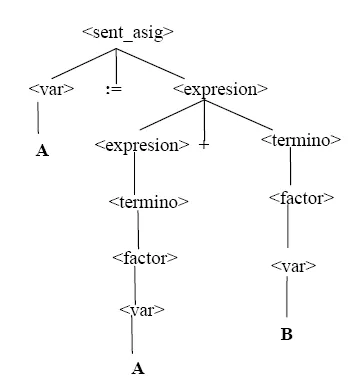 <sent_asig>
<var> := <expresion>
A <expresion> + <termino>
<termino> <factor>
<factor> <var>
<var> B
A